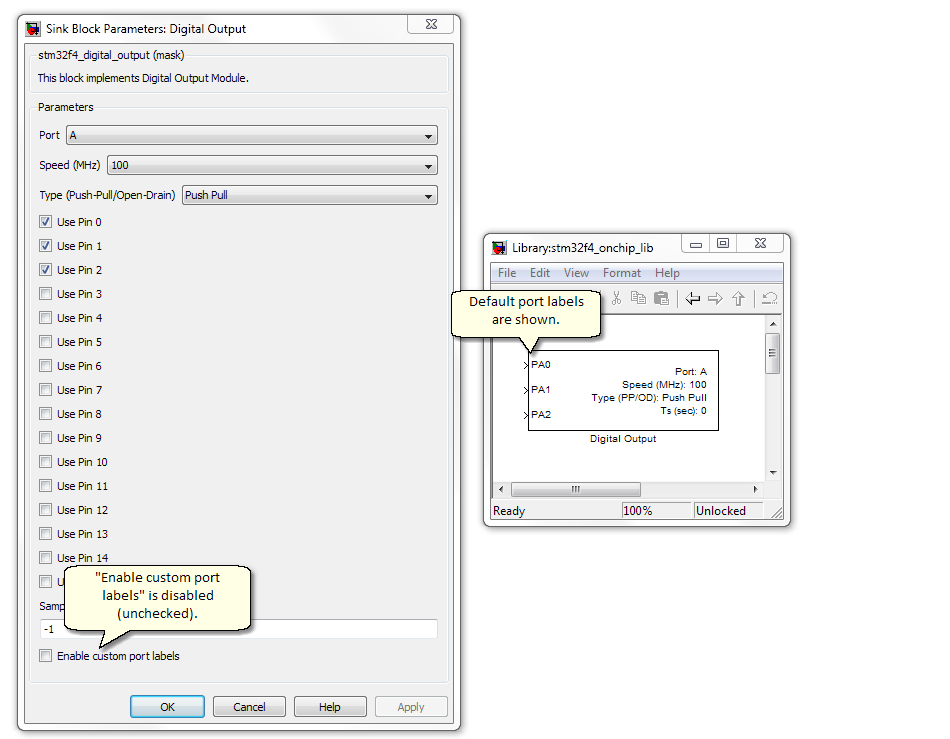 Sink Block Parameters: Digital Output
stm32f4_digital_output (mask)
This block implements Digital Output Module.
Parameters
Port A
Speed (MHz) 100
Type (Push-Pull/Open-Drain) Push Pull
Use Pin 0
Use Pin 1
Use Pin 2
Use Pin 3
Use Pin 4
Use Pin 5
Use Pin 6
Use Pin 7
Use Pin 8
Use Pin 9
Use Pin 10
Use Pin 11
Use Pin 12
Use Pin 13
Use Pin 14
"Enable custom port
labels" is disabled
(unchecked).
-1
Enable custom port labels
OK Cancel Help Apply
Library:stm32f4_onchip_lib
File Edit View Format Help
Default port labels
are shown.
PA0
PA1
PA2
Port: A
Speed (MHz): 100
Type (PP/OD): Push Pull
Ts (sec): 0
Digital Output
Ready 100% Unlocked